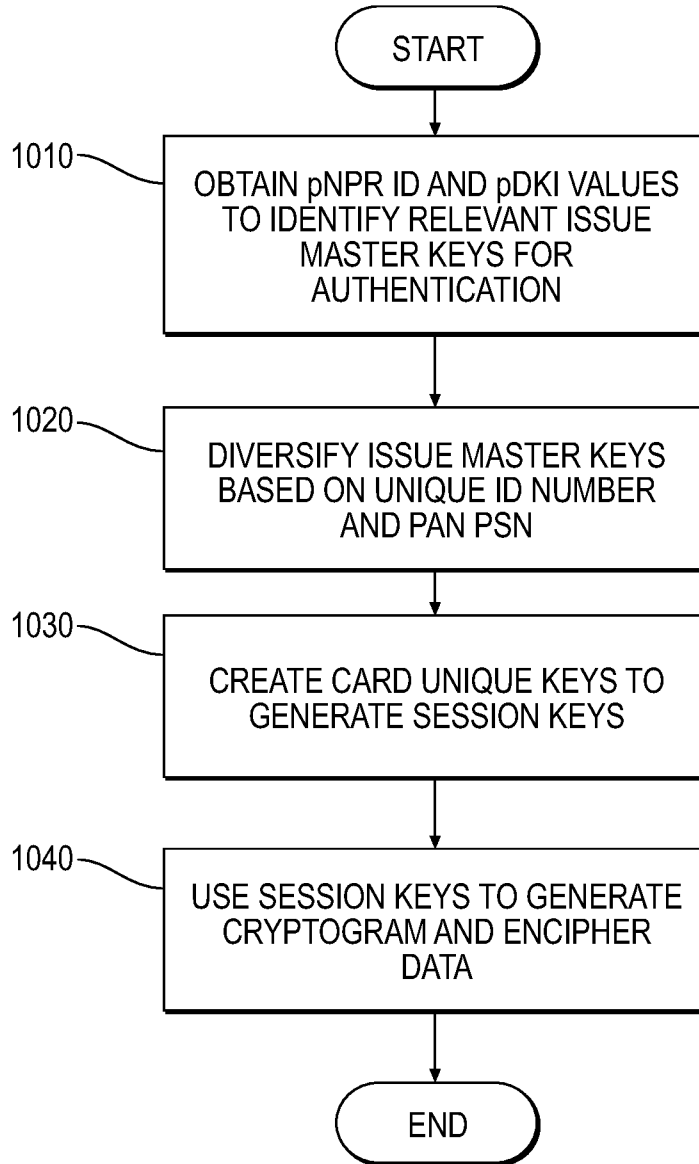 START
1010
OBTAIN pNPR ID AND pDKI VALUES
TO IDENTIFY RELEVANT ISSUE
MASTER KEYS FOR
AUTHENTICATION
1020
DIVERSIFY ISSUE MASTER KEYS
BASED ON UNIQUE ID NUMBER
AND PAN PSN
1030
CREATE CARD UNIQUE KEYS TO
GENERATE SESSION KEYS
1040
USE SESSION KEYS TO GENERATE
CRYPTOGRAM AND ENCIPHER
DATA
END